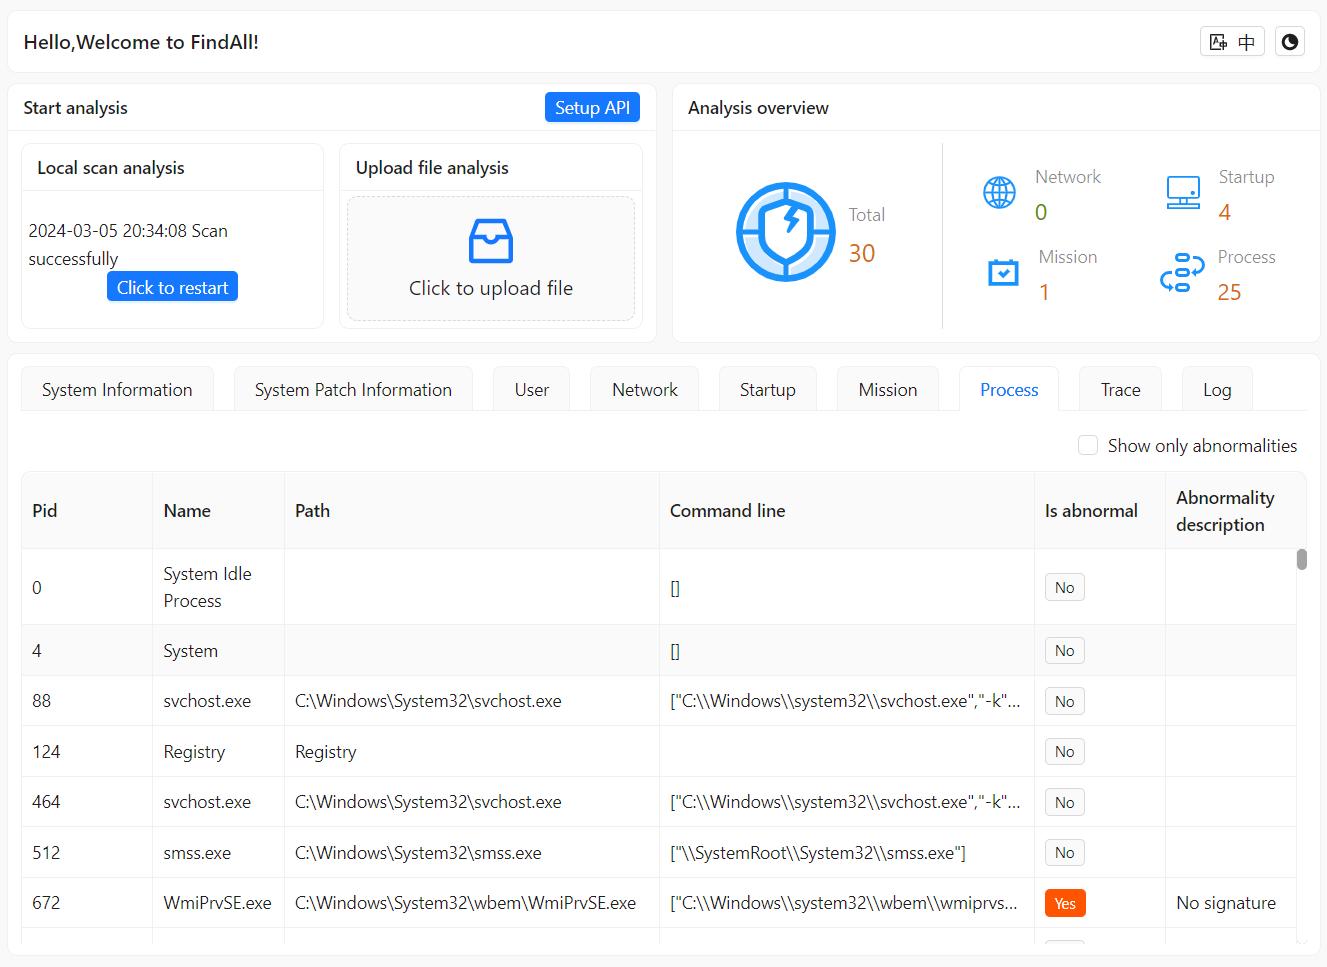 Hello,Welcome to FindAll!
中
Start analysis
Setup API
Local scan analysis
2024-03-05 20:34:08 Scan
successfully
Click to restart
Upload file analysis
Click to upload file
Analysis overview
Total
30
Network
0
Startup
4
Mission
1
Process
25
System Information
System Patch Information
User
Network
Startup
Mission
Process
Trace
Log
Show only abnormalities
Pid
Name
Path
Command line
Is abnormal
Abnormality
description
0
System Idle
Process
[]
No
4
System
[]
No
88
svchost.exe
C:\Windows\System32\svchost.exe
["C:\\Windows\\system32\\svchost.exe","-k"...
No
124
Registry
Registry
No
464
svchost.exe
C:\Windows\System32\svchost.exe
["C:\\Windows\\system32\\svchost.exe","-k"...
No
512
smss.exe
C:\Windows\System32\smss.exe
["\\SystemRoot\\System32\\smss.exe"]
No
672
WmiPrvSE.exe
C:\Windows\System32\wbem\WmiPrvSE.exe
["C:\\Windows\\system32\\wbem\\wmiprvs...
Yes
No signature